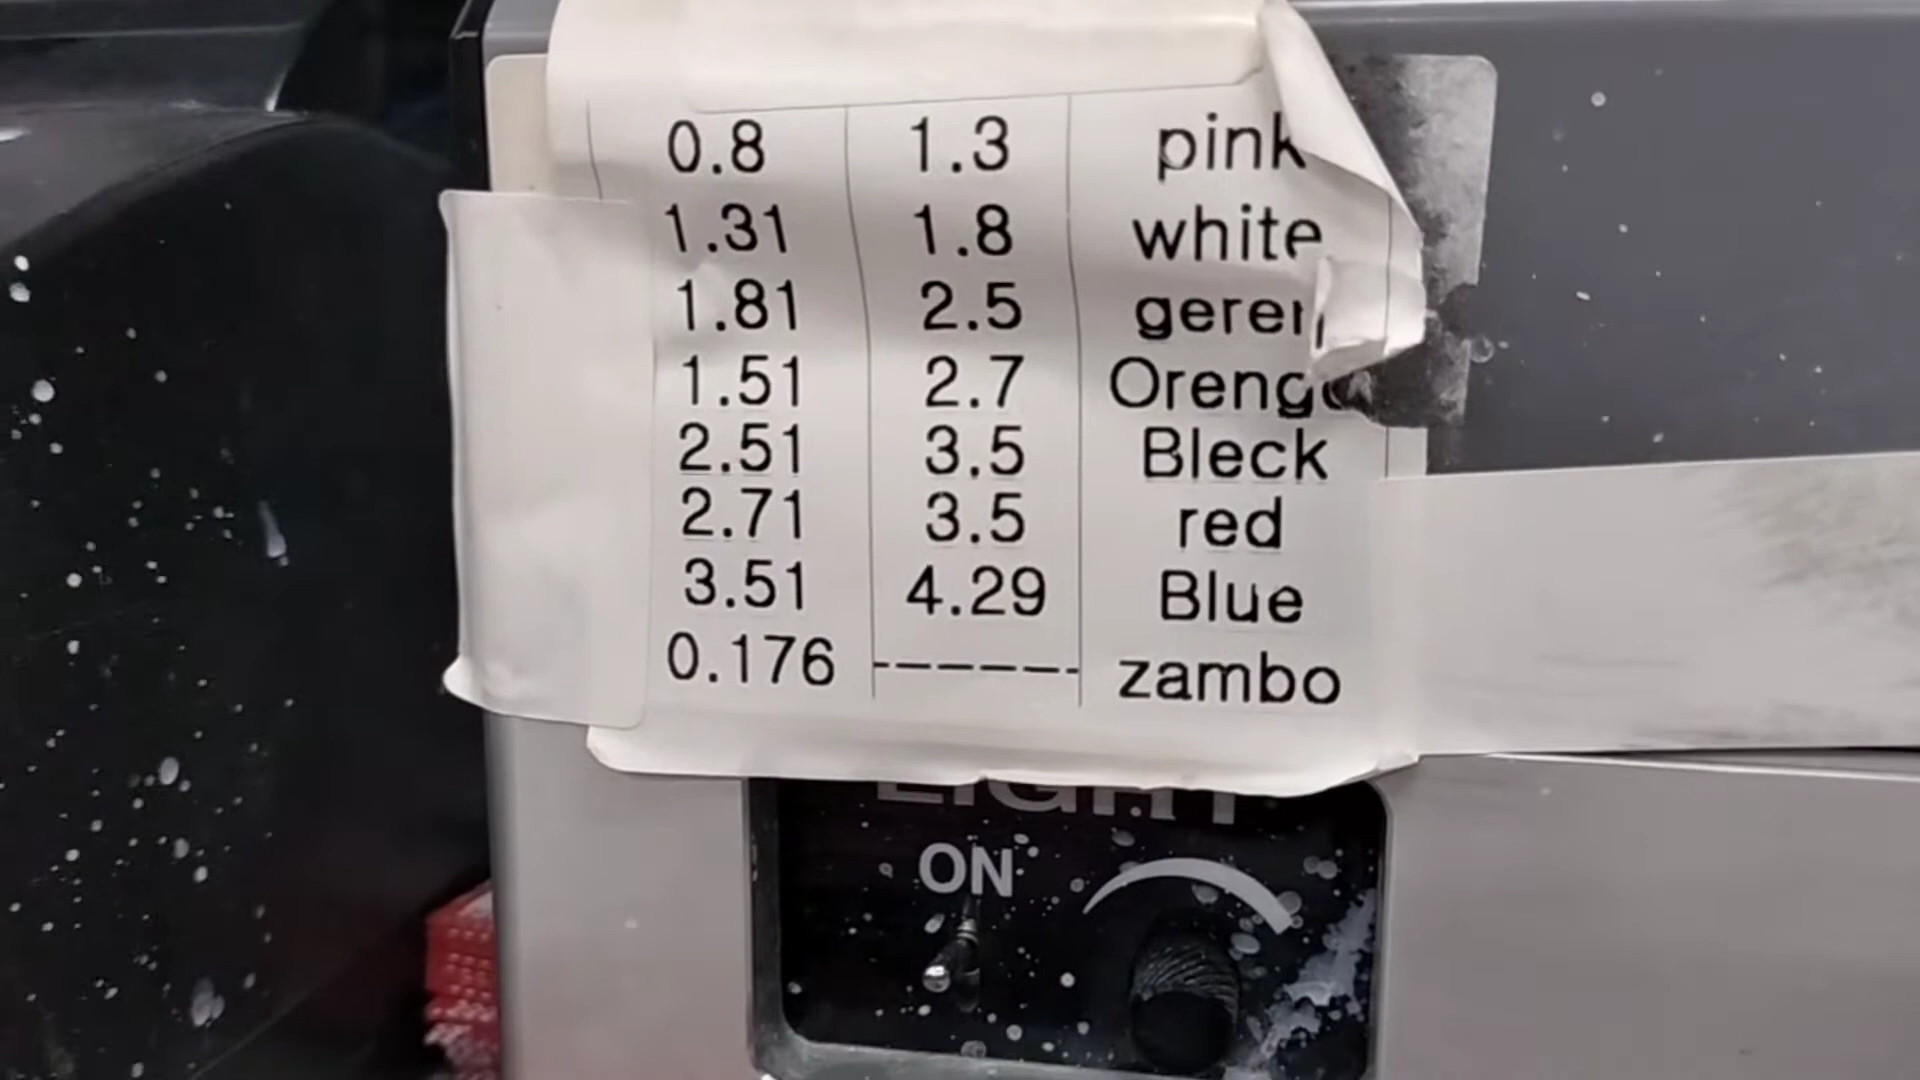 0.8 1.3 pink
1.31 1.8 white
1.81 2.5 geren
1.51 2.7 Orenge
2.51 3.5 Bleck
2.71 3.5 red
3.51 4.29 Blue
0.176 ------ zambo
LIGHT
ON